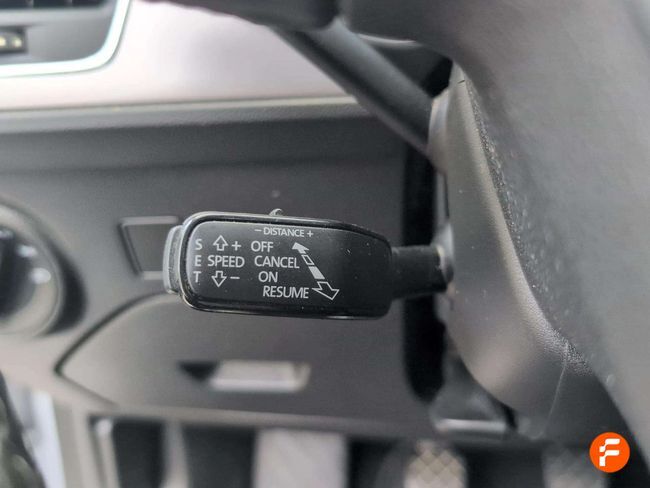 − DISTANCE +
S + OFF
E SPEED CANCEL
T − ON
RESUME